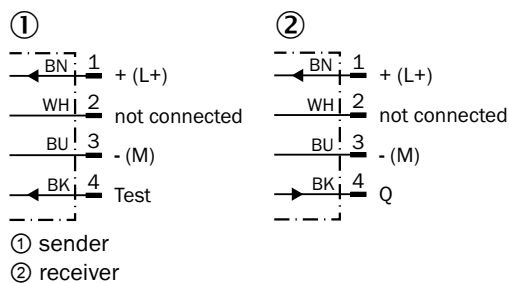 ① ②
BN 1 + (L+) BN 1 + (L+)
WH 2 not connected WH 2 not connected
BU 3 - (M) BU 3 - (M)
BK 4 Test BK 4 Q
① sender
② receiver